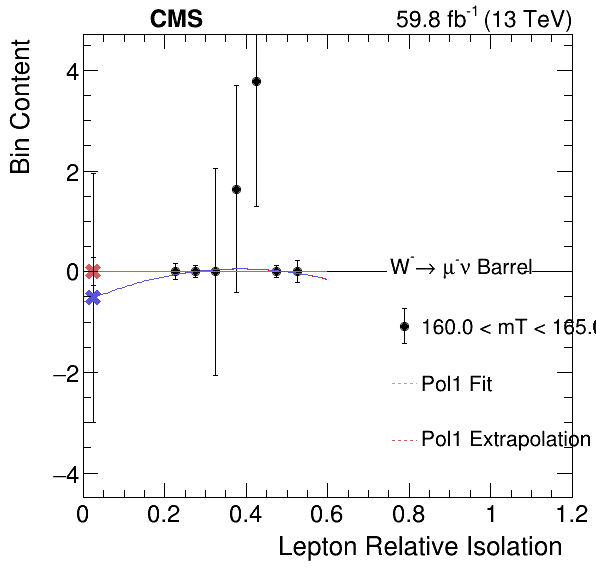 CMS 59.8 fb⁻¹ (13 TeV)
Bin Content
4
2
0
−2
−4
W⁻→ μ⁻ν Barrel
160.0 < mT < 165.0
Pol1 Fit
Pol1 Extrapolation
0 0.2 0.4 0.6 0.8 1 1.2
Lepton Relative Isolation